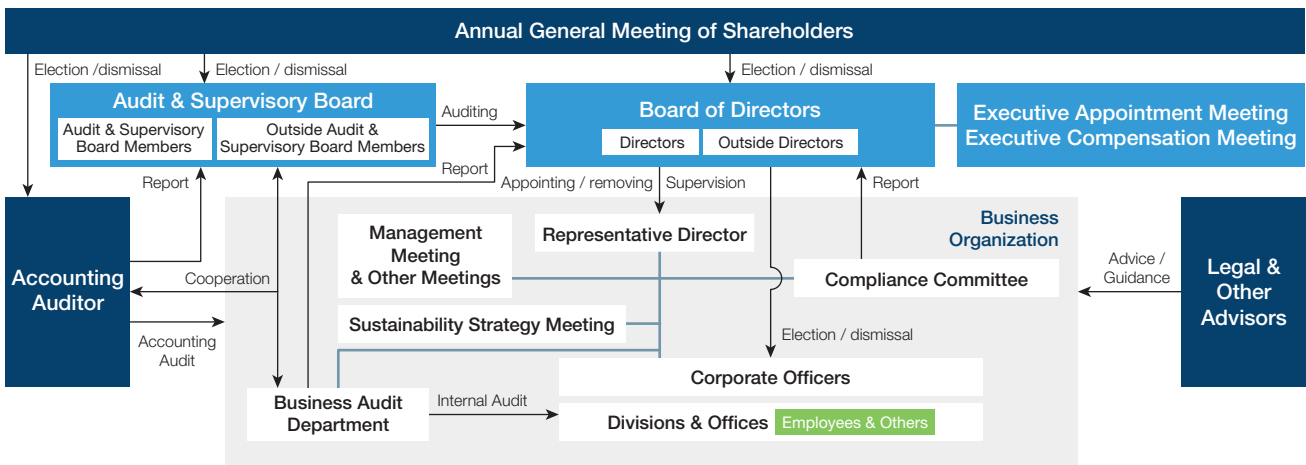 Annual General Meeting of Shareholders
Election /dismissal
Election / dismissal
Election / dismissal
Audit & Supervisory Board
Audit & Supervisory
Board Members
Outside Audit &
Supervisory Board Members
Auditing
Board of Directors
Directors
Outside Directors
Executive Appointment Meeting
Executive Compensation Meeting
Report
Report
Appointing / removing
Supervision
Report
Accounting
Auditor
Cooperation
Accounting
Audit
Business
Organization
Management
Meeting
& Other Meetings
Representative Director
Compliance Committee
Sustainability Strategy Meeting
Election / dismissal
Corporate Officers
Business Audit
Department
Internal Audit
Divisions & Offices
Employees & Others
Advice /
Guidance
Legal &
Other
Advisors